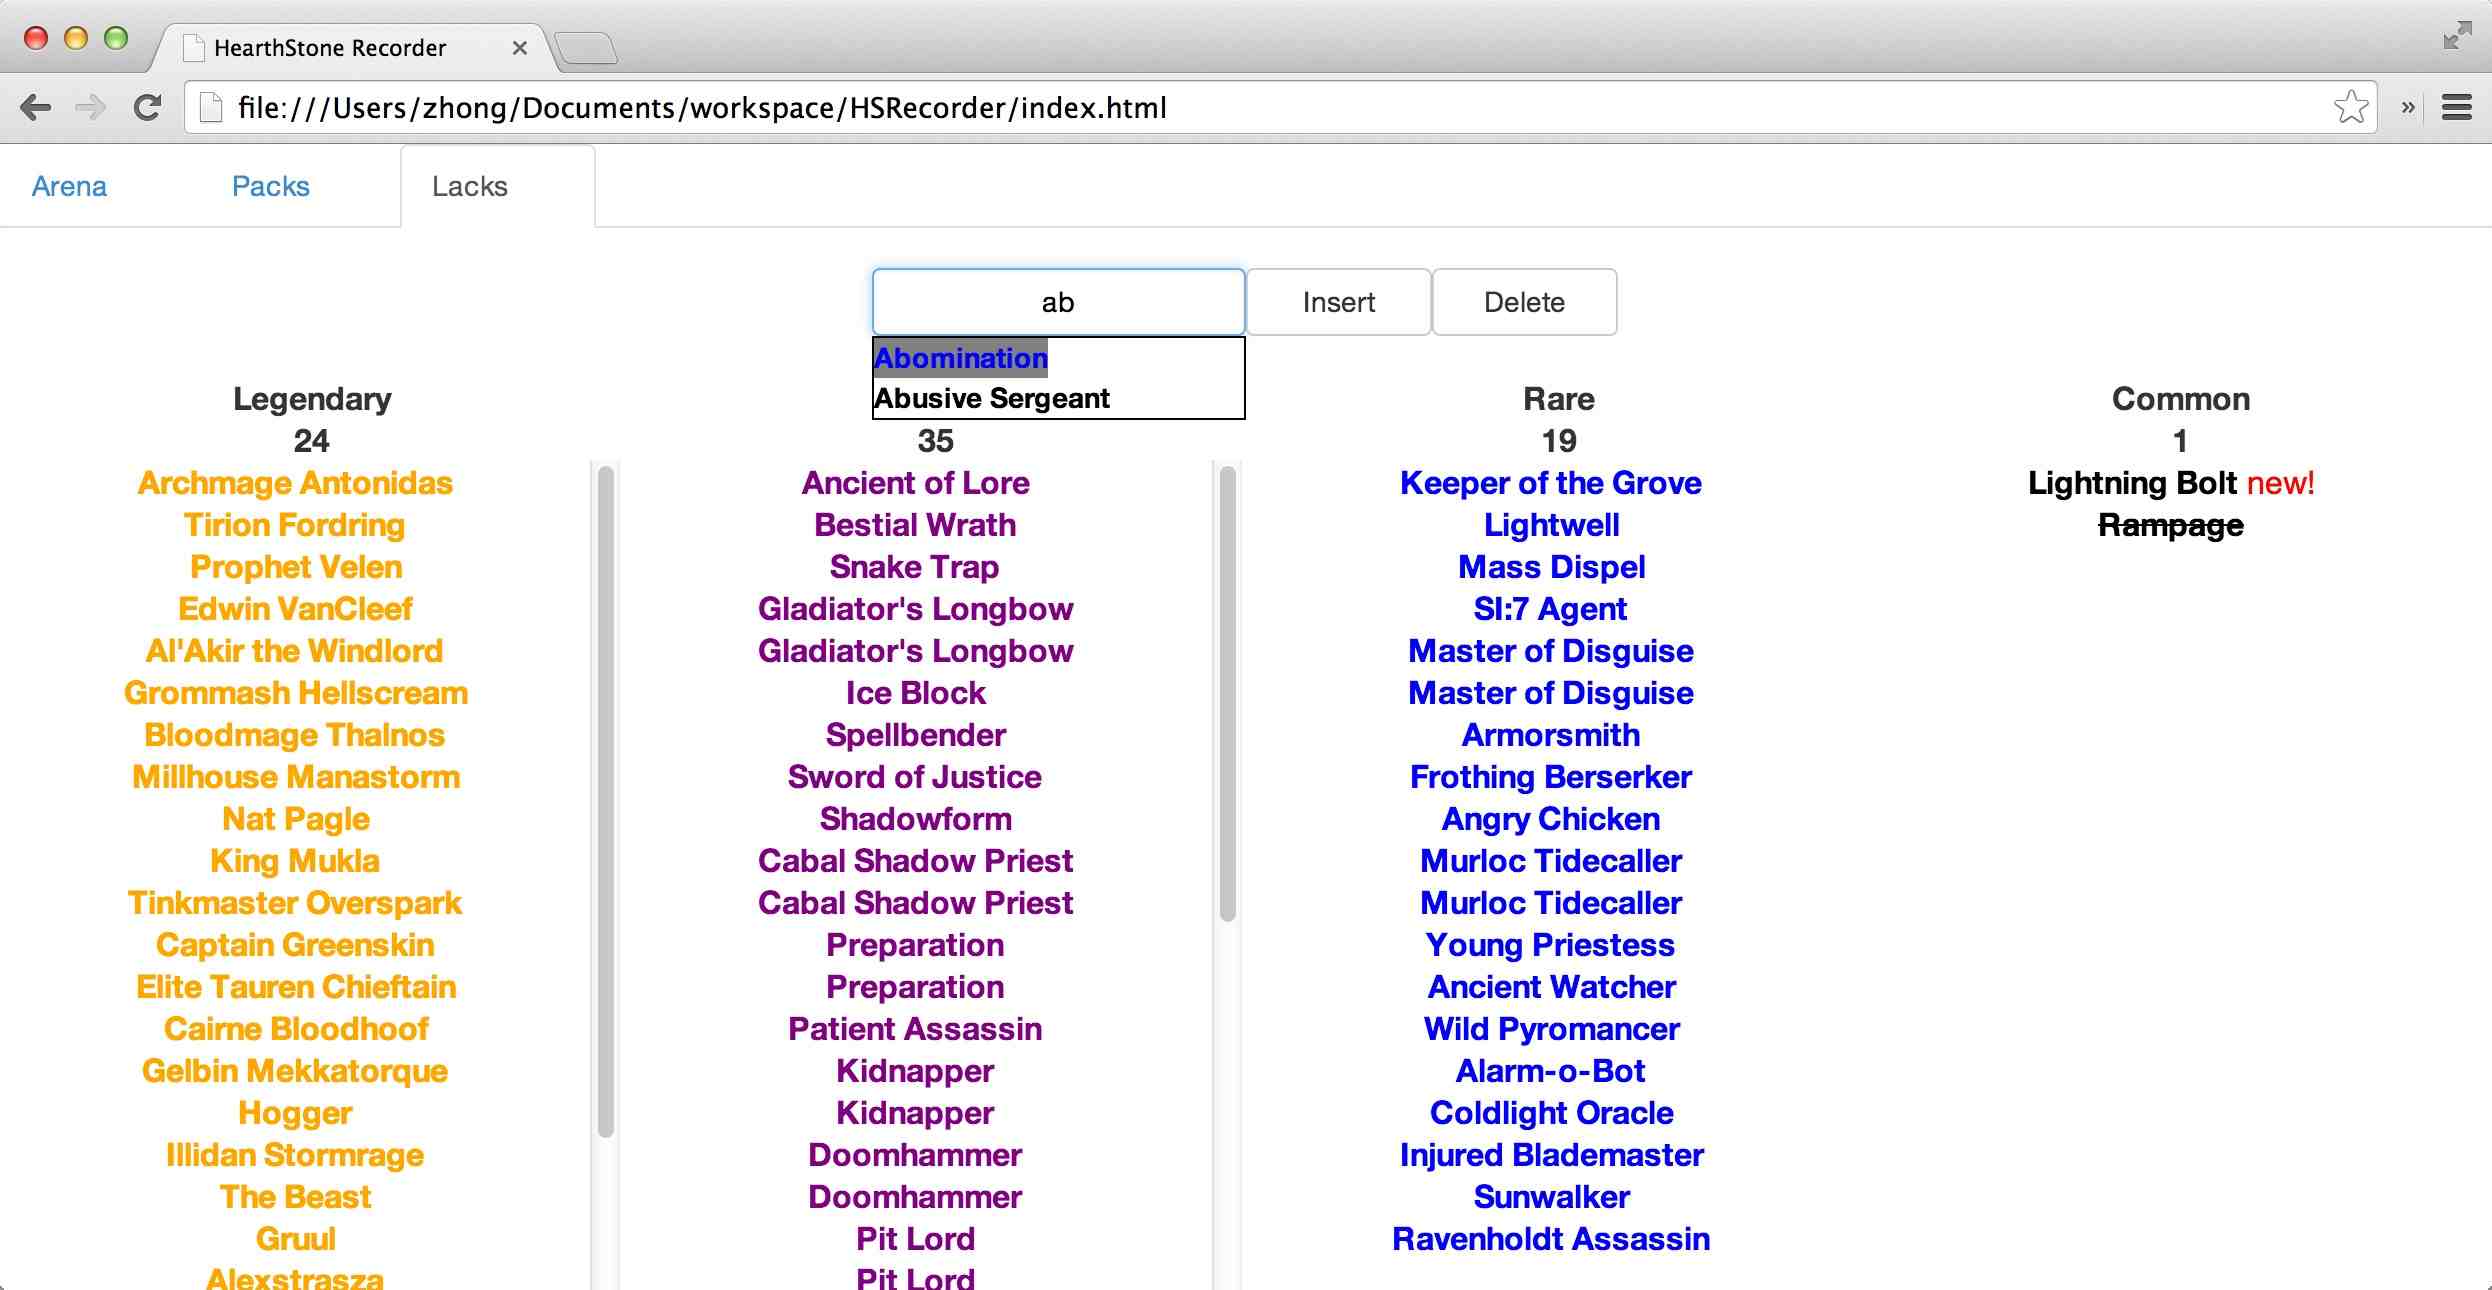 HearthStone Recorder
file:///Users/zhong/Documents/workspace/HSRecorder/index.html
Arena
Packs
Lacks
ab
Insert
Delete
Abomination
Abusive Sergeant
Legendary
24
Archmage Antonidas
Tirion Fordring
Prophet Velen
Edwin VanCleef
Al'Akir the Windlord
Grommash Hellscream
Bloodmage Thalnos
Millhouse Manastorm
Nat Pagle
King Mukla
Tinkmaster Overspark
Captain Greenskin
Elite Tauren Chieftain
Cairne Bloodhoof
Gelbin Mekkatorque
Hogger
Illidan Stormrage
The Beast
Gruul
Alexstrasza
35
Ancient of Lore
Bestial Wrath
Snake Trap
Gladiator's Longbow
Gladiator's Longbow
Ice Block
Spellbender
Sword of Justice
Shadowform
Cabal Shadow Priest
Cabal Shadow Priest
Preparation
Preparation
Patient Assassin
Kidnapper
Kidnapper
Doomhammer
Doomhammer
Pit Lord
Pit Lord
Rare
19
Keeper of the Grove
Lightwell
Mass Dispel
SI:7 Agent
Master of Disguise
Master of Disguise
Armorsmith
Frothing Berserker
Angry Chicken
Murloc Tidecaller
Murloc Tidecaller
Young Priestess
Ancient Watcher
Wild Pyromancer
Alarm-o-Bot
Coldlight Oracle
Injured Blademaster
Sunwalker
Ravenholdt Assassin
Common
1
Lightning Bolt new!
Rampage